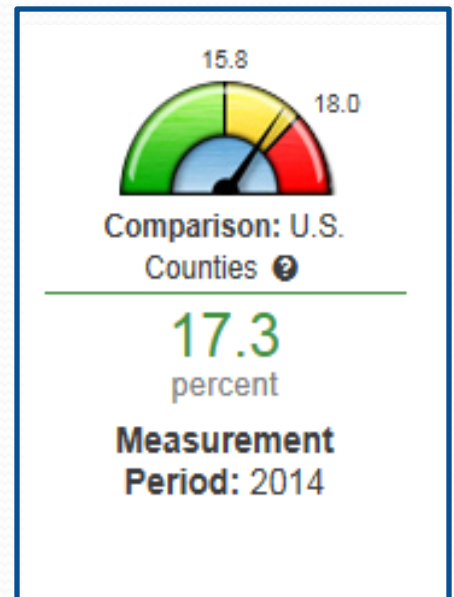 15.8
18.0
Comparison: U.S.
Counties ?
17.3
percent
Measurement
Period: 2014